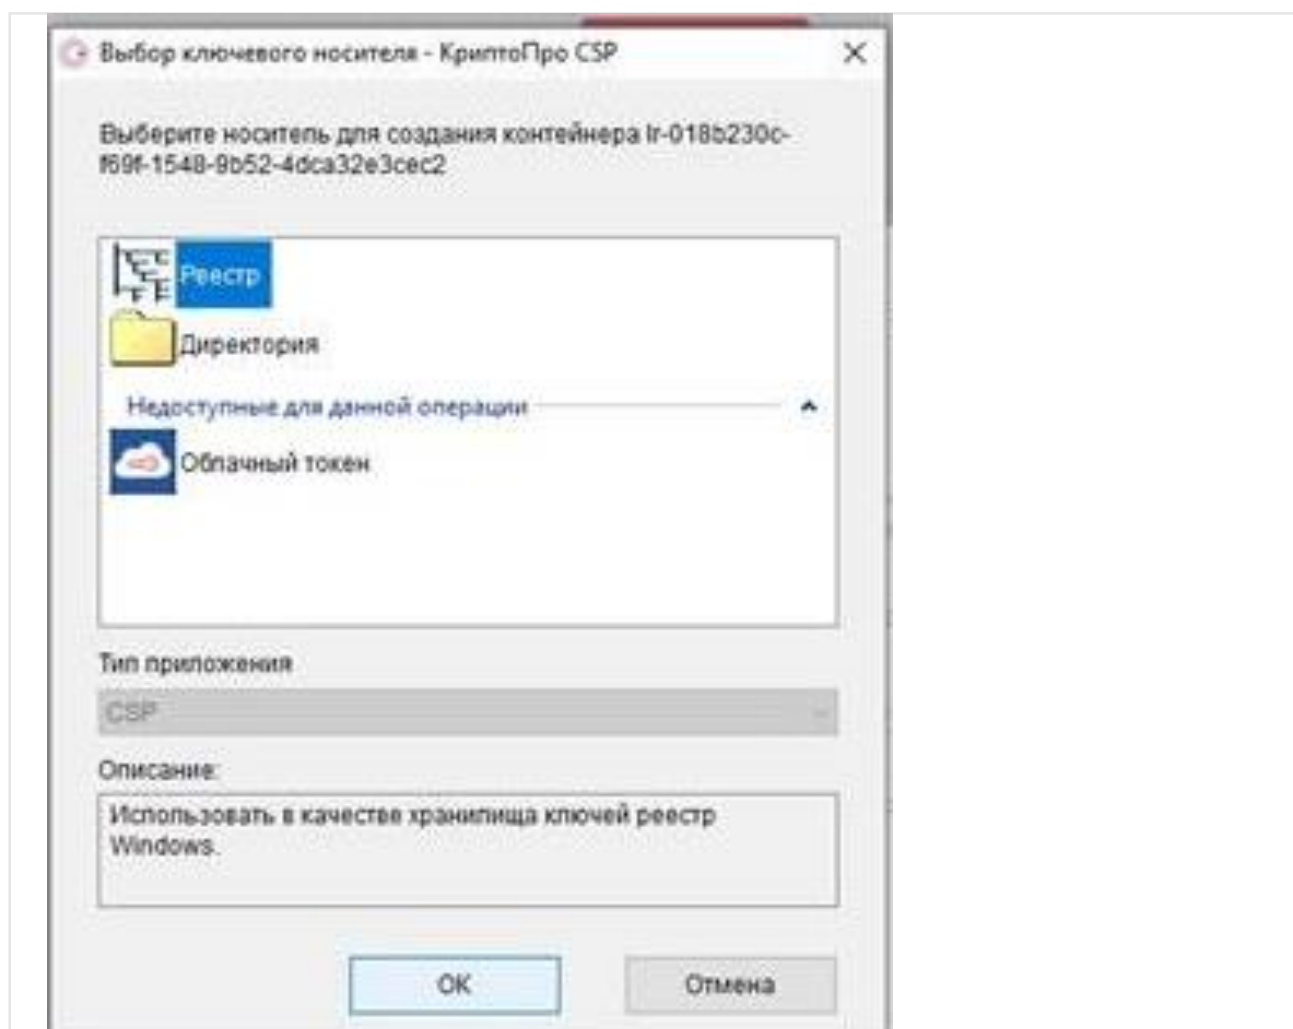 Выбор ключевого носителя - КриптоПро CSP
Выберите носитель для создания контейнера lr-018b230c-
f69f-1548-9b52-4dca32e3cec2
Реестр
Директория
Недоступные для данной операции
Облачный токен
Тип приложения
CSP
Описание:
Использовать в качестве хранилища ключей реестр
Windows.
OK
Отмена